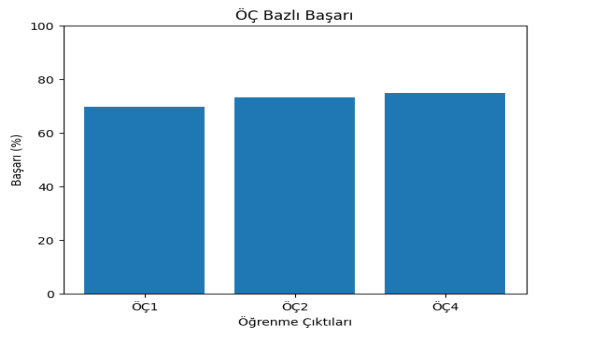 ÖÇ Bazlı Başarı
100
80
60
40
20
0
Başarı (%)
ÖÇ1 ÖÇ2 ÖÇ4
Öğrenme Çıktıları